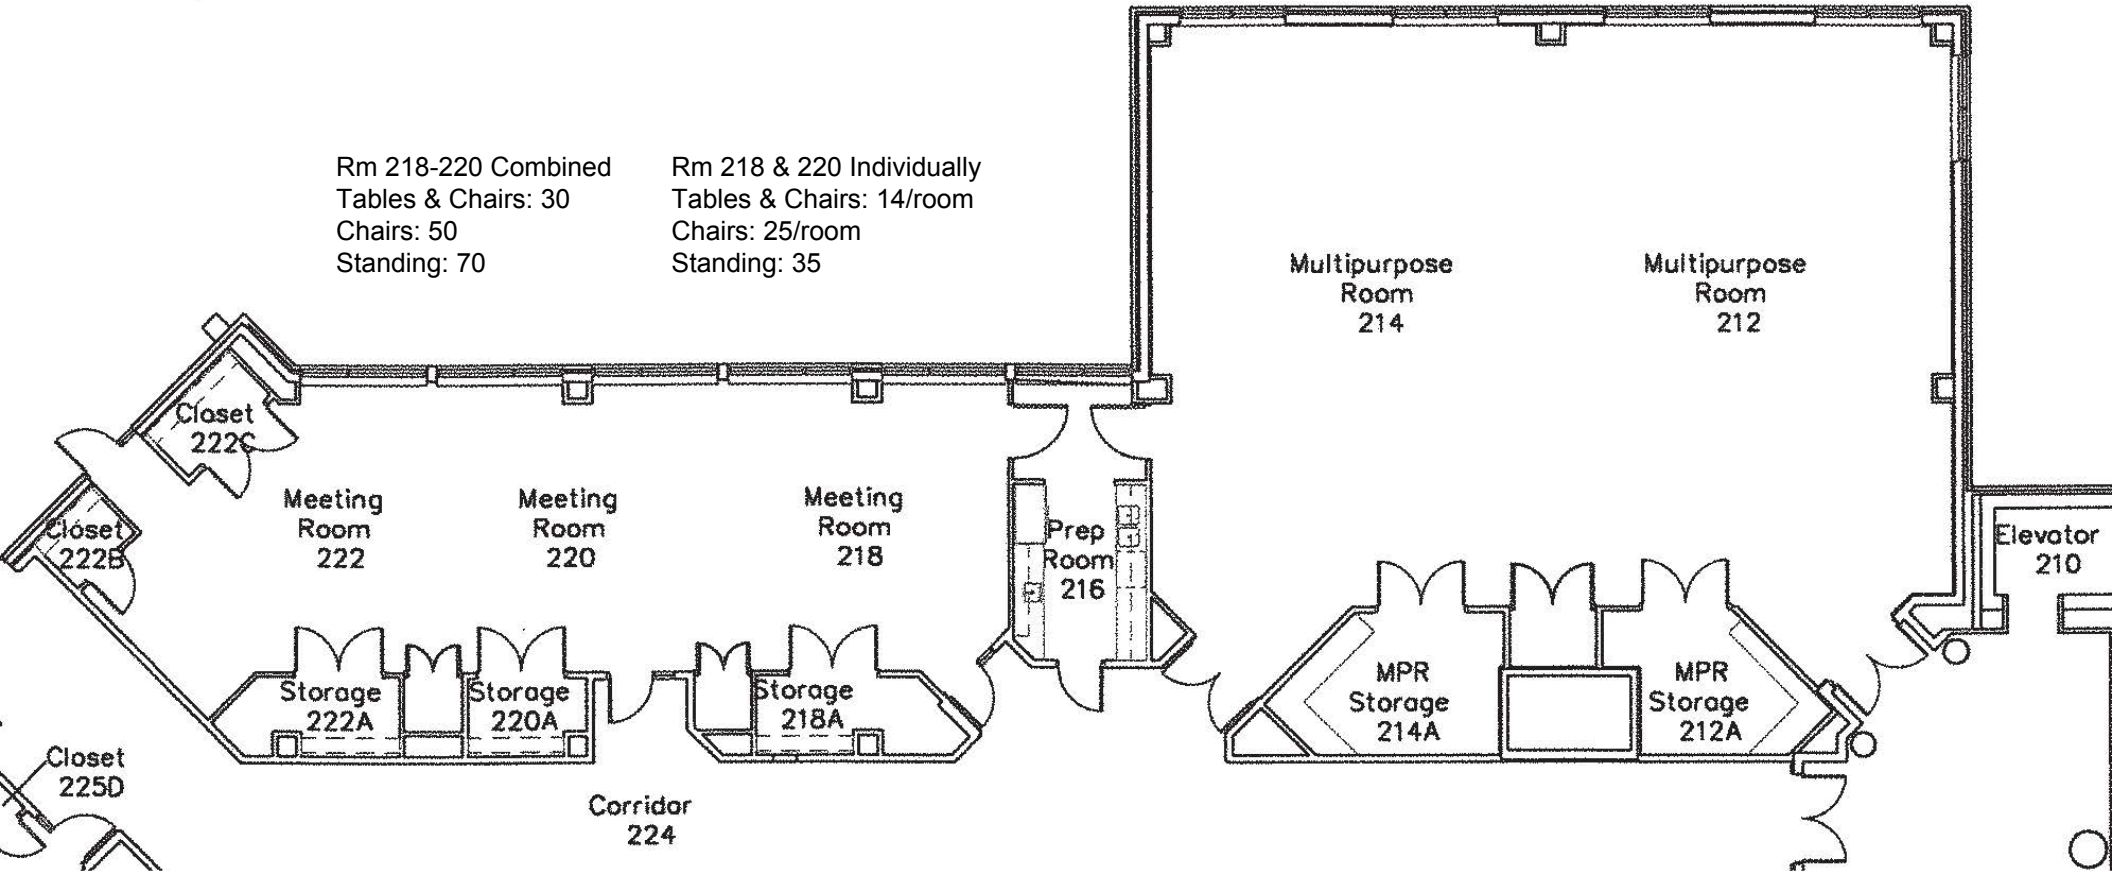 Rm 218-220 Combined
Tables & Chairs: 30
Chairs: 50
Standing: 70
Rm 218 & 220 Individually
Tables & Chairs: 14/room
Chairs: 25/room
Standing: 35
Multipurpose
Room
214
Multipurpose
Room
212
Closet
222C
Closet
222B
Meeting
Room
222
Meeting
Room
220
Meeting
Room
218
Prep
Room
216
Elevator
210
Storage
222A
Storage
220A
Storage
218A
MPR
Storage
214A
MPR
Storage
212A
Closet
225D
Corridor
224